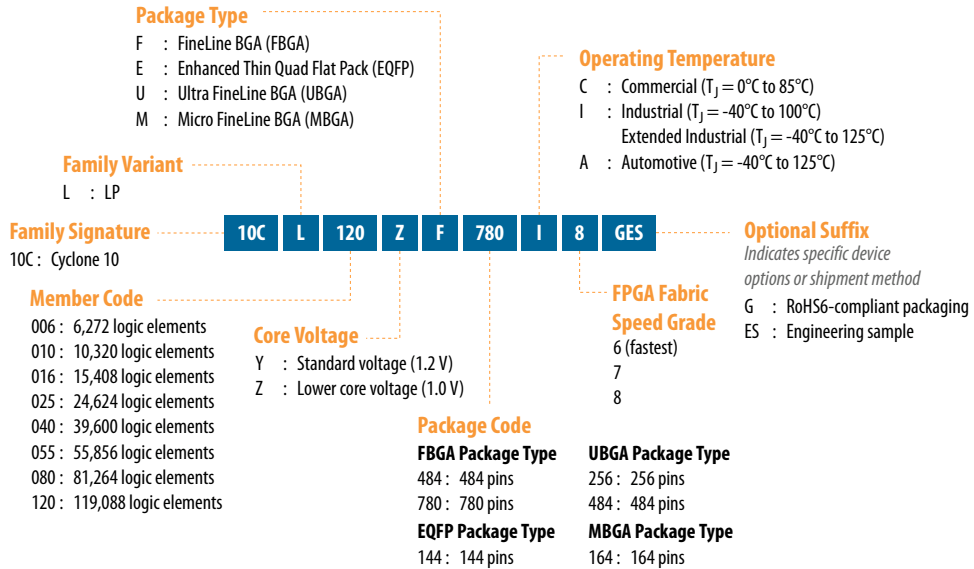 Package Type
F : FineLine BGA (FBGA)
E : Enhanced Thin Quad Flat Pack (EQFP)
U : Ultra FineLine BGA (UBGA)
M : Micro FineLine BGA (MBGA)
Operating Temperature
C : Commercial (TJ = 0°C to 85°C)
I : Industrial (TJ = -40°C to 100°C)
Extended Industrial (TJ = -40°C to 125°C)
A : Automotive (TJ = -40°C to 125°C)
Family Variant
L : LP
Family Signature
10C : Cyclone 10
10C L 120 Z F 780 I 8 GES
Optional Suffix
Indicates specific device
options or shipment method
G : RoHS6-compliant packaging
ES : Engineering sample
Member Code
006 : 6,272 logic elements
010 : 10,320 logic elements
016 : 15,408 logic elements
025 : 24,624 logic elements
040 : 39,600 logic elements
055 : 55,856 logic elements
080 : 81,264 logic elements
120 : 119,088 logic elements
Core Voltage
Y : Standard voltage (1.2 V)
Z : Lower core voltage (1.0 V)
FPGA Fabric
Speed Grade
6 (fastest)
7
8
Package Code
FBGA Package Type
484 : 484 pins
780 : 780 pins
EQFP Package Type
144 : 144 pins
UBGA Package Type
256 : 256 pins
484 : 484 pins
MBGA Package Type
164 : 164 pins